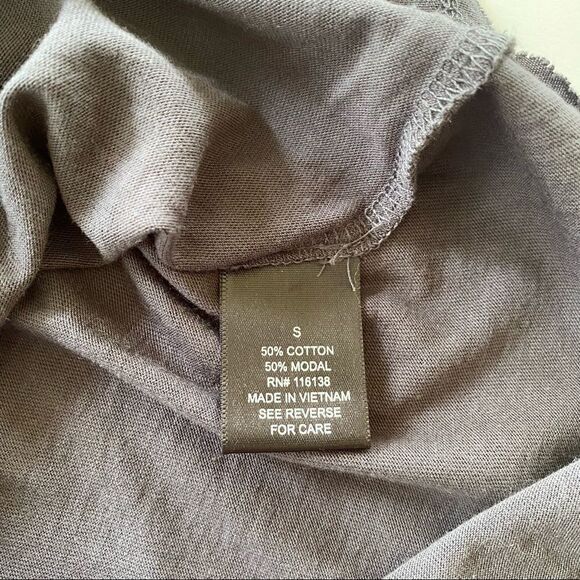 S
50% COTTON
50% MODAL
RN# 116138
MADE IN VIETNAM
SEE REVERSE
FOR CARE